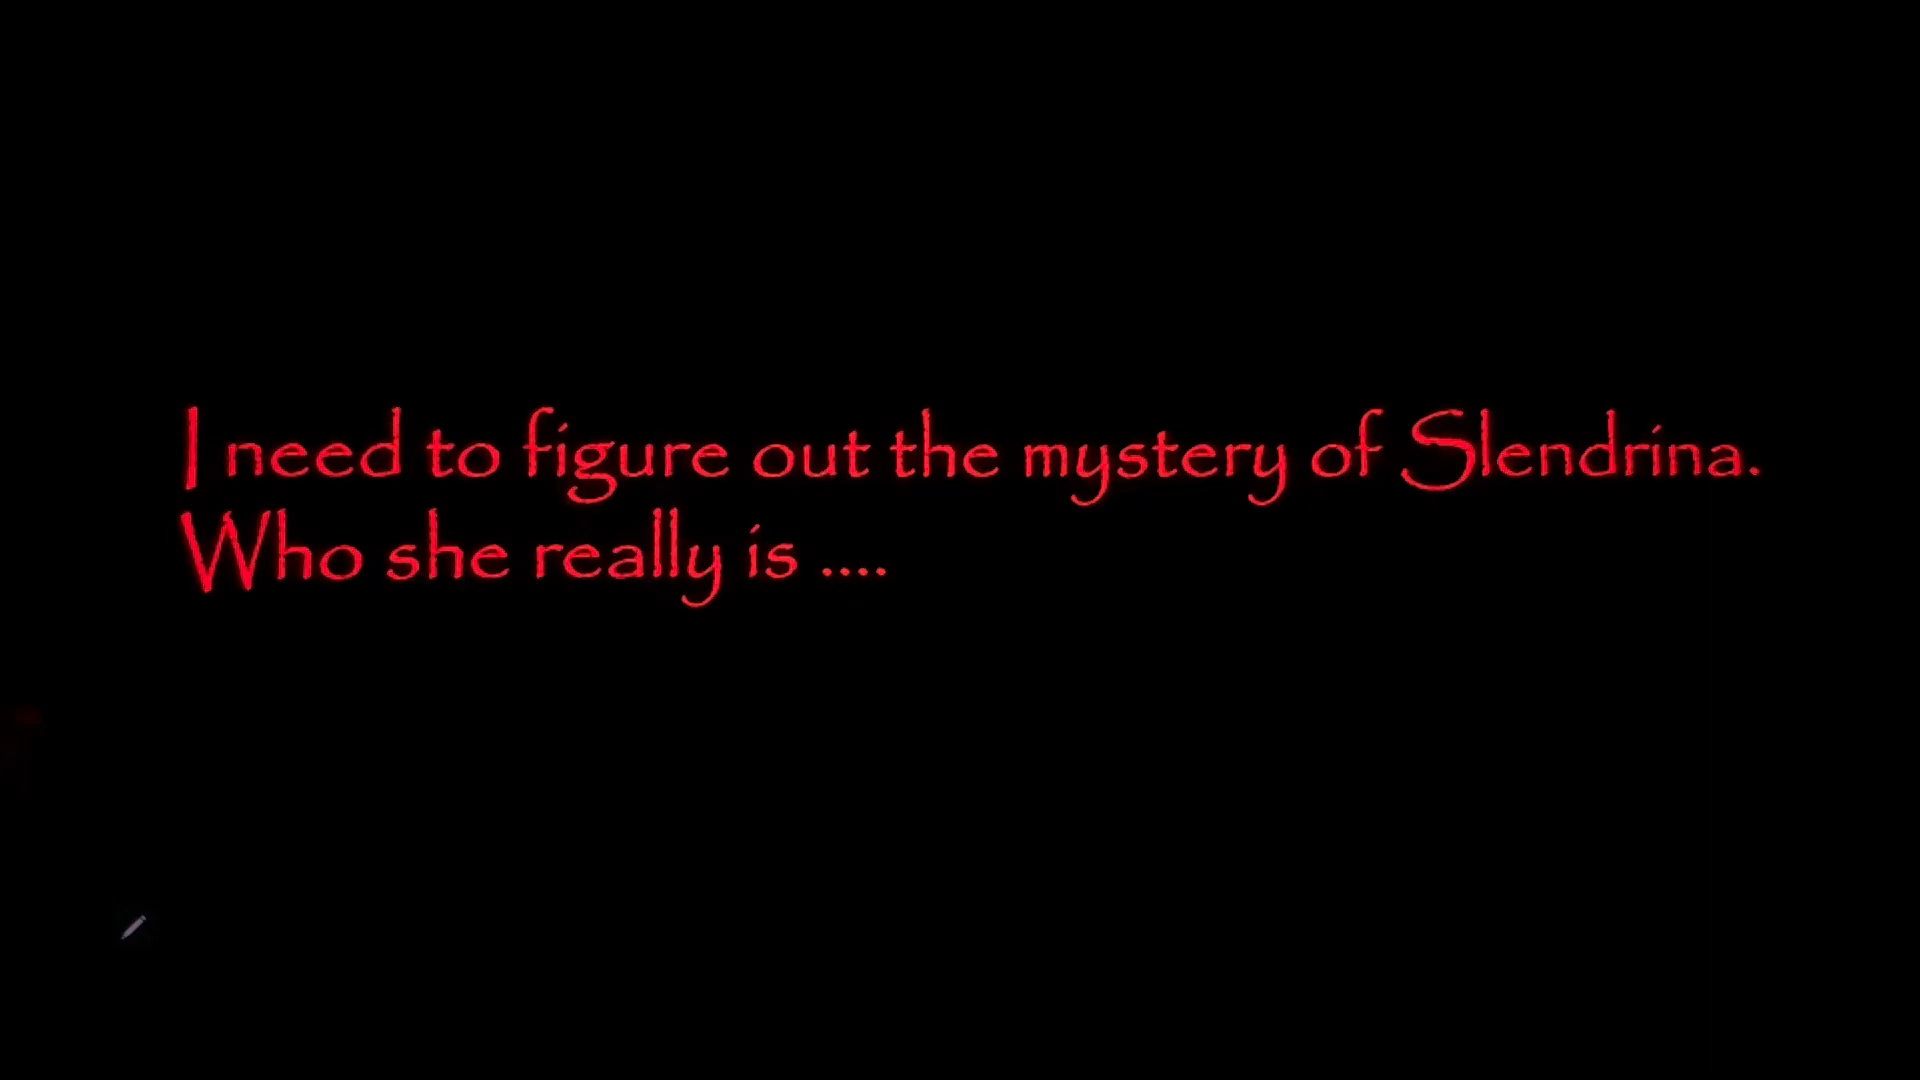 I need to figure out the mystery of Slendrina.
Who she really is ....